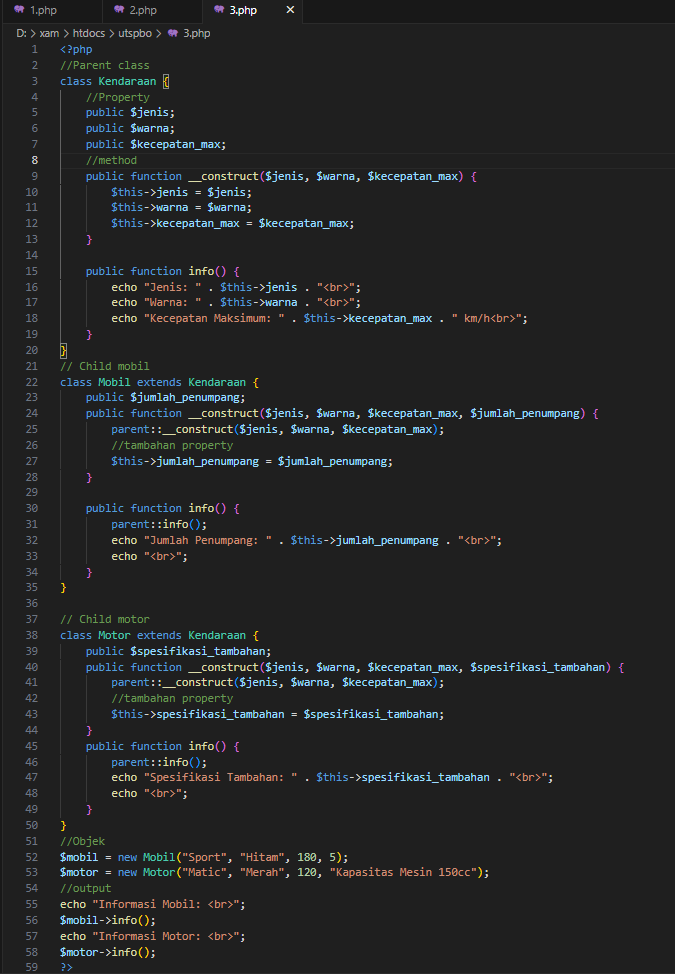 1.php 2.php 3.php ✕
D: > xam > htdocs > utspbo > 3.php
1 <?php
2 //Parent class
3 class Kendaraan {
4     //Property
5     public $jenis;
6     public $warna;
7     public $kecepatan_max;
8     //method
9     public function __construct($jenis, $warna, $kecepatan_max) {
10         $this->jenis = $jenis;
11         $this->warna = $warna;
12         $this->kecepatan_max = $kecepatan_max;
13     }
14
15     public function info() {
16         echo "Jenis: " . $this->jenis . "<br>";
17         echo "Warna: " . $this->warna . "<br>";
18         echo "Kecepatan Maksimum: " . $this->kecepatan_max . " km/h<br>";
19     }
20 }
21 // Child mobil
22 class Mobil extends Kendaraan {
23     public $jumlah_penumpang;
24     public function __construct($jenis, $warna, $kecepatan_max, $jumlah_penumpang) {
25         parent::__construct($jenis, $warna, $kecepatan_max);
26         //tambahan property
27         $this->jumlah_penumpang = $jumlah_penumpang;
28     }
29
30     public function info() {
31         parent::info();
32         echo "Jumlah Penumpang: " . $this->jumlah_penumpang . "<br>";
33         echo "<br>";
34     }
35 }
36
37 // Child motor
38 class Motor extends Kendaraan {
39     public $spesifikasi_tambahan;
40     public function __construct($jenis, $warna, $kecepatan_max, $spesifikasi_tambahan) {
41         parent::__construct($jenis, $warna, $kecepatan_max);
42         //tambahan property
43         $this->spesifikasi_tambahan = $spesifikasi_tambahan;
44     }
45     public function info() {
46         parent::info();
47         echo "Spesifikasi Tambahan: " . $this->spesifikasi_tambahan . "<br>";
48         echo "<br>";
49     }
50 }
51 //Objek
52 $mobil = new Mobil("Sport", "Hitam", 180, 5);
53 $motor = new Motor("Matic", "Merah", 120, "Kapasitas Mesin 150cc");
54 //output
55 echo "Informasi Mobil: <br>";
56 $mobil->info();
57 echo "Informasi Motor: <br>";
58 $motor->info();
59 ?>